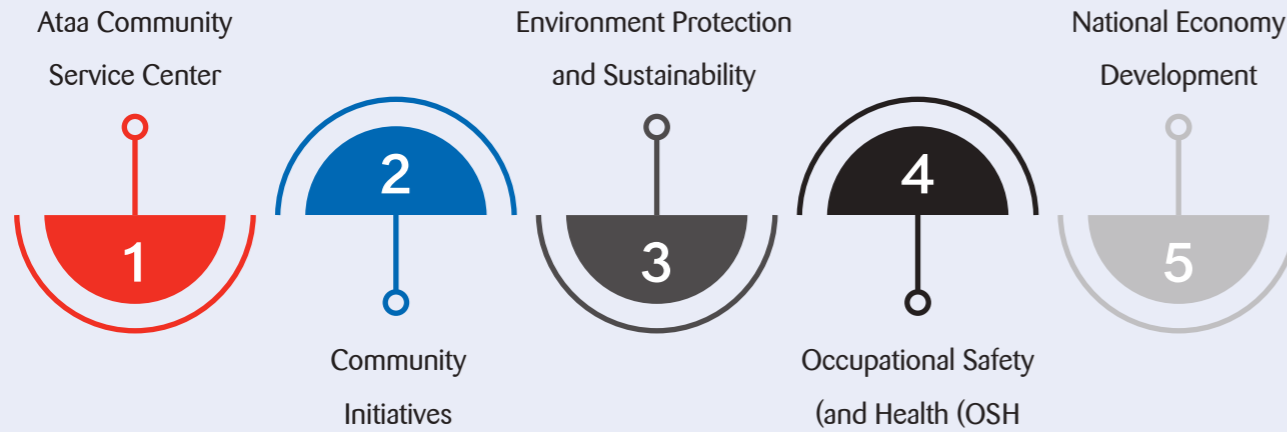 Ataa Community
Service Center
1
2
Community
Initiatives
Environment Protection
and Sustainability
3
4
Occupational Safety
(and Health (OSH
National Economy
Development
5